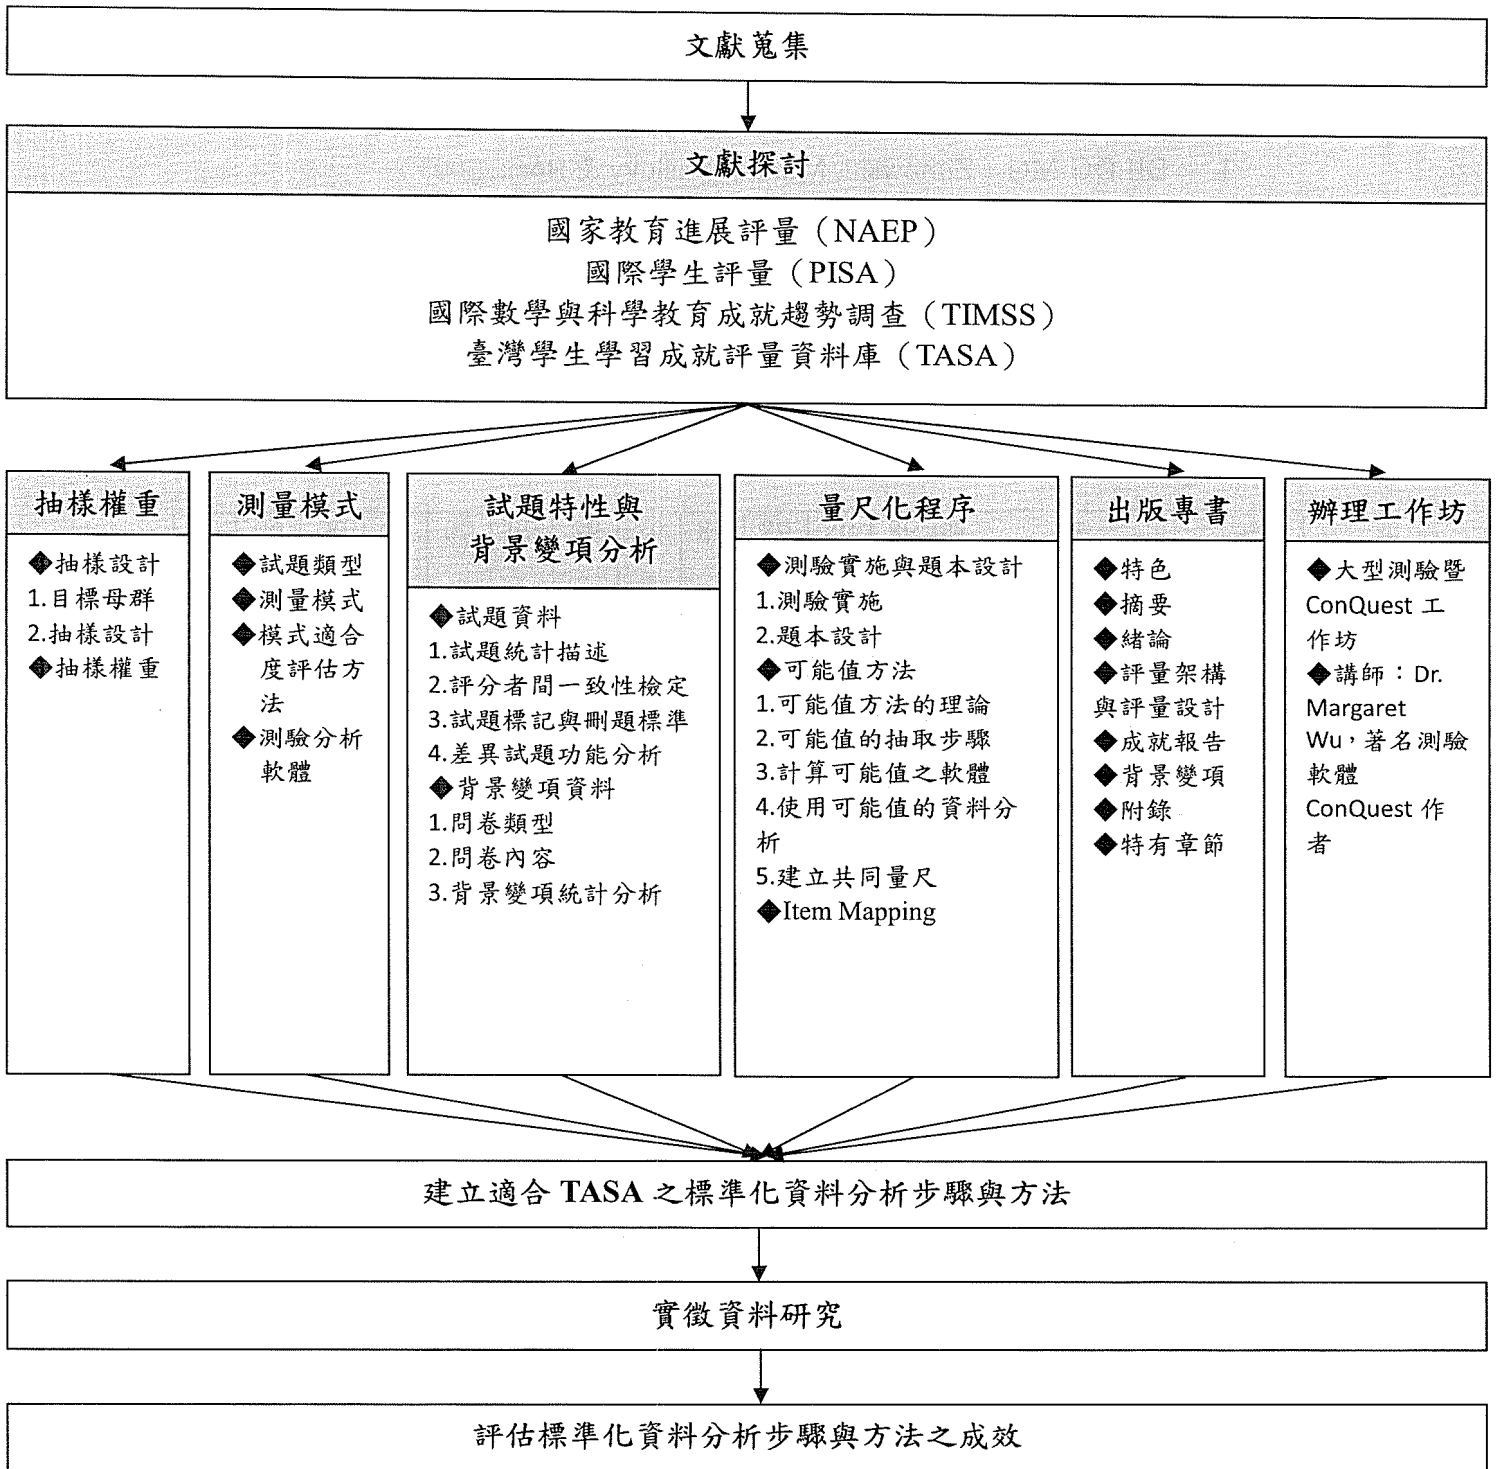 文獻蒐集
文獻探討
國家教育進展評量（NAEP）
國際學生評量（PISA）
國際數學與科學教育成就趨勢調查（TIMSS）
臺灣學生學習成就評量資料庫（TASA）
抽樣權重
◆抽樣設計
1.目標母群
2.抽樣設計
◆抽樣權重
測量模式
◆試題類型
◆測量模式
◆模式適合
度評估方
法
◆測驗分析
軟體
試題特性與
背景變項分析
◆試題資料
1.試題統計描述
2.評分者間一致性檢定
3.試題標記與刪題標準
4.差異試題功能分析
◆背景變項資料
1.問卷類型
2.問卷內容
3.背景變項統計分析
量尺化程序
◆測驗實施與題本設計
1.測驗實施
2.題本設計
◆可能值方法
1.可能值方法的理論
2.可能值的抽取步驟
3.計算可能值之軟體
4.使用可能值的資料分
析
5.建立共同量尺
◆Item Mapping
出版專書
◆特色
◆摘要
◆緒論
◆評量架構
與評量設計
◆成就報告
◆背景變項
◆附錄
◆特有章節
辦理工作坊
◆大型測驗暨
ConQuest 工
作坊
◆講師：Dr.
Margaret
Wu，著名測驗
軟體
ConQuest 作
者
建立適合 TASA 之標準化資料分析步驟與方法
實徵資料研究
評估標準化資料分析步驟與方法之成效